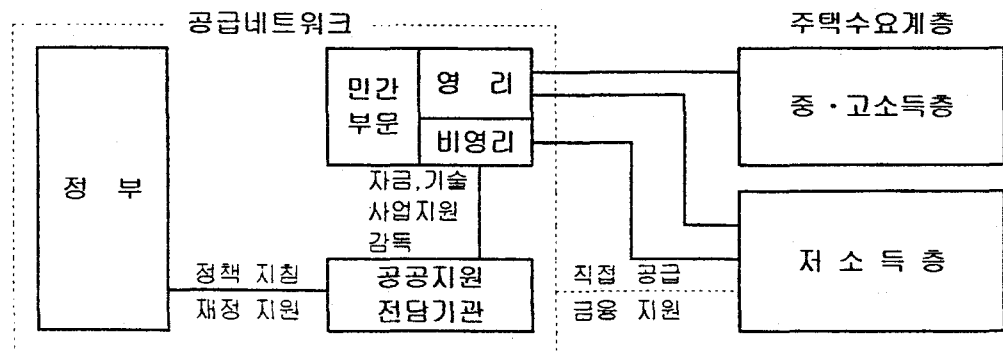 공급네트워크
주택수요계층
정 부
민간
부문
영 리
비영리
중·고소득층
자금,기술
사업지원
감독
저 소 득 층
정책 지침
재정 지원
공공지원
전담기관
직접 공급
금융 지원